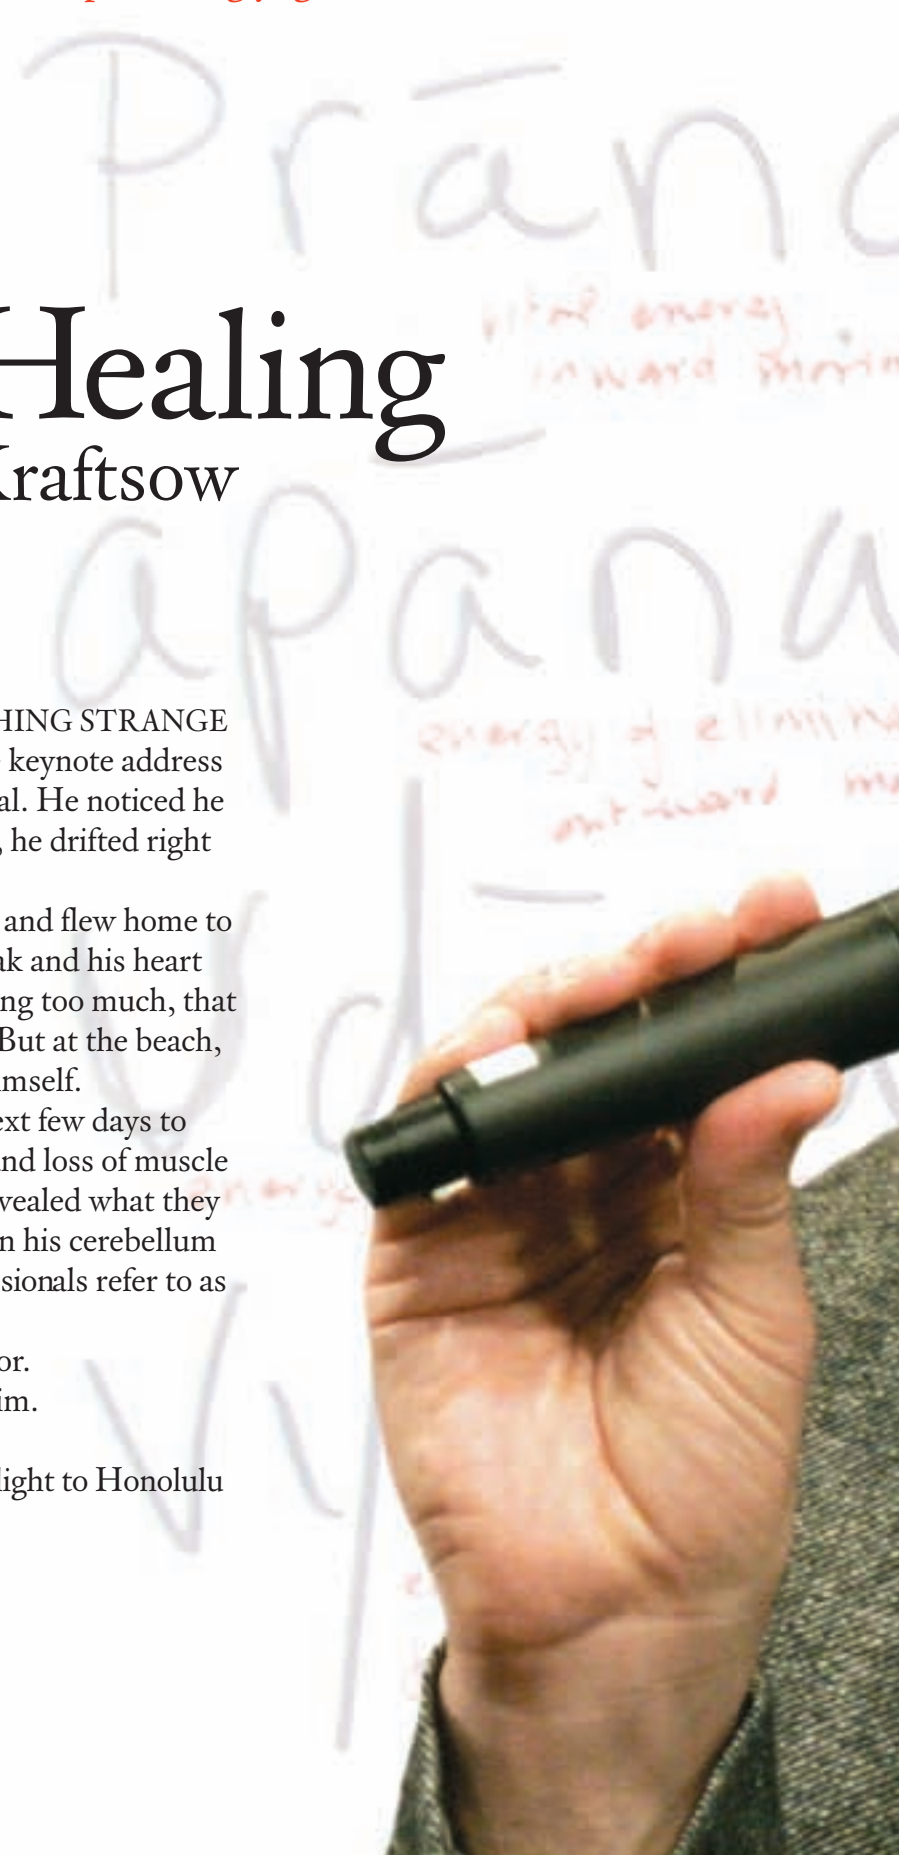 Prāna
vital energy
inward
Healing
Kraftsow
apāna
HING STRANGE
keynote address
al. He noticed he
, he drifted right
energy of
outward
and flew home to
ak and his heart
ng too much, that
But at the beach,
mself.
ext few days to
nd loss of muscle
vealed what they
n his cerebellum
sionals refer to as
or.
im.
light to Honolulu
Ud
energy
Vy